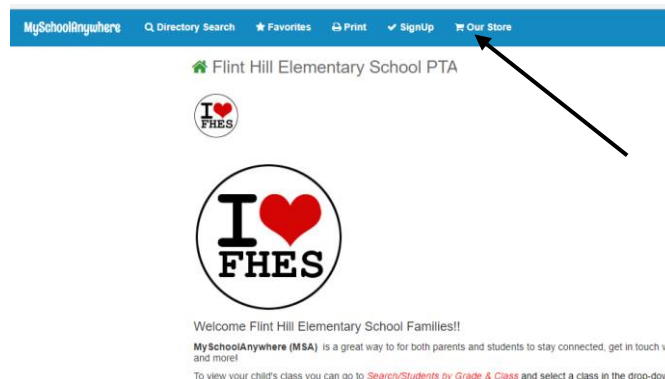 MySchoolAnywhere Directory Search Favorites Print SignUp Our Store
Flint Hill Elementary School PTA
I
FHES
I
FHES
Welcome Flint Hill Elementary School Families!!
MySchoolAnywhere (MSA) is a great way to for both parents and students to stay connected, get in touch
and more!
To view your child's class you can go to Search/Students by Grade & Class and select a class in the